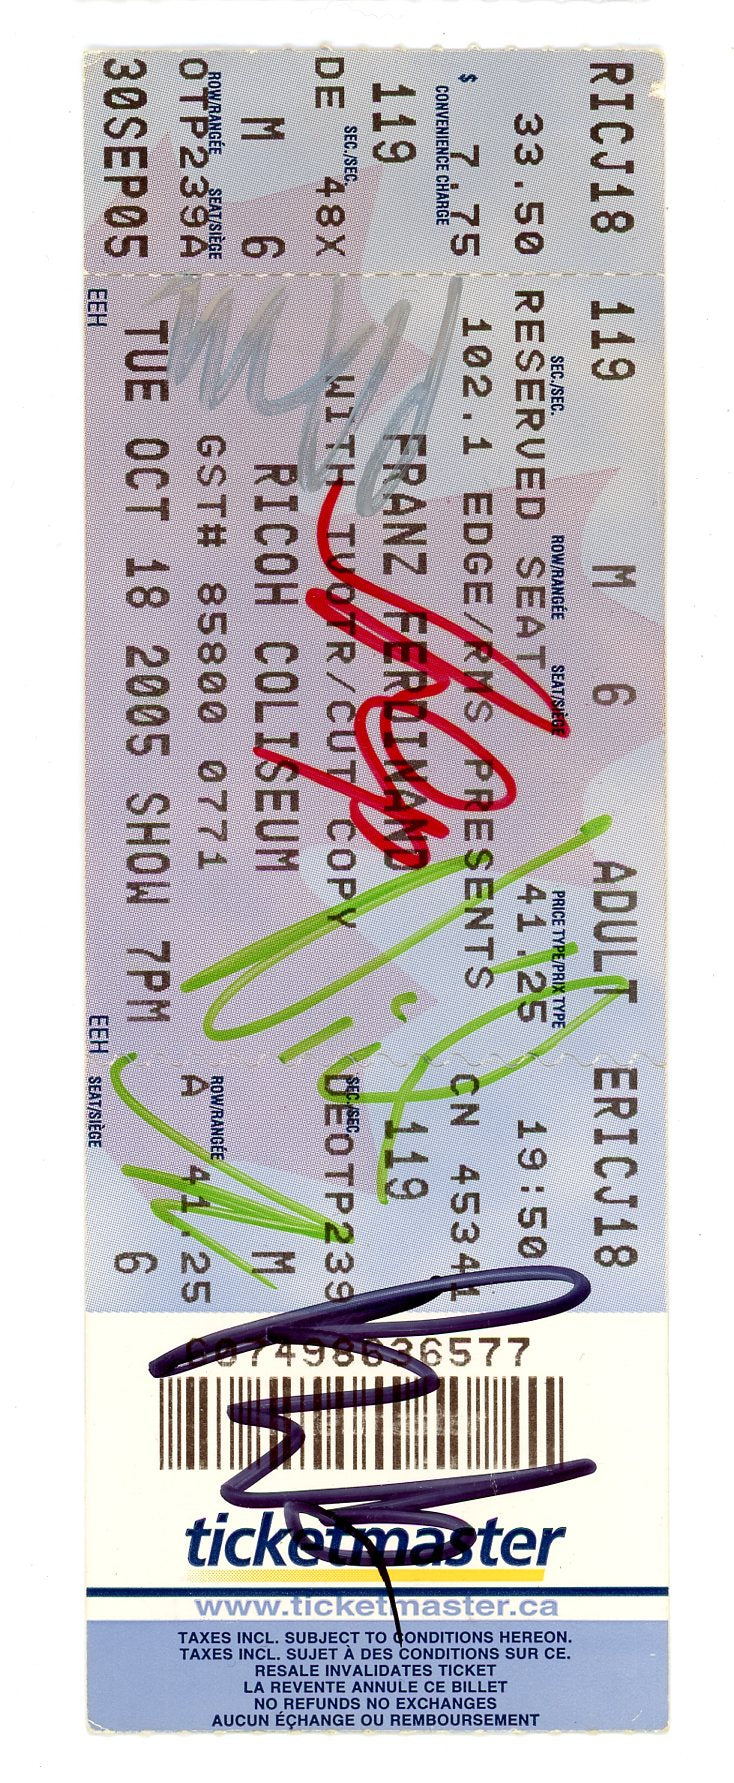 RICJ18
33.50
$ 7.75
CONVENIENCE CHARGE
119
SEC./SEC.
DE 48X
M 6
ROW/RANGÉE SEAT/SIÈGE
OTP239A
30SEP05
119 M 6 ADULT
SEC./SEC. ROW/RANGÉE SEAT/SIÈGE PRICE TYPE/PRIX TYPE
RESERVED SEAT 41.25
102.1 EDGE/RMS PRESENTS
FRANZ FERDINAND
WITH TVOTR/CUT COPY
RICOH COLISEUM
GST# 85800 0771
TUE OCT 18 2005 SHOW 7PM
EEH EEH
ERICJ18
19:50
CN 45341
119
SEC./SEC.
DEOTP239
M
ROW/RANGÉE
A 41.25
6
SEAT/SIÈGE
607498636577
ticketmaster
www.ticketmaster.ca
TAXES INCL. SUBJECT TO CONDITIONS HEREON.
TAXES INCL. SUJET À DES CONDITIONS SUR CE.
RESALE INVALIDATES TICKET
LA REVENTE ANNULE CE BILLET
NO REFUNDS NO EXCHANGES
AUCUN ÉÇHANGE OU REMBOURSEMENT